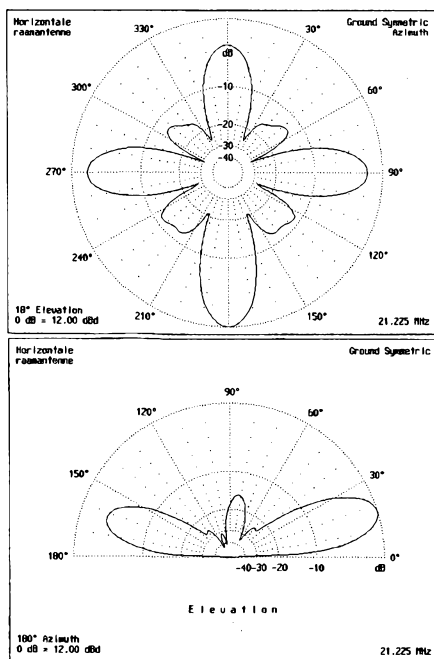 Horizontale
raamantenne
Ground Symmetric
Azimuth
330°
30°
300°
60°
270°
90°
240°
120°
210°
150°
dB
-10
-20
-30
-40
18° Elevation
0 dB = 12.00 dBd
21.225 MHz
Horizontale
raamantenne
Ground Symmetric
90°
120°
60°
150°
30°
180°
0°
-40 -30 -20 -10 dB
Elevation
180° Azimuth
0 dB = 12.00 dBd
21.225 MHz